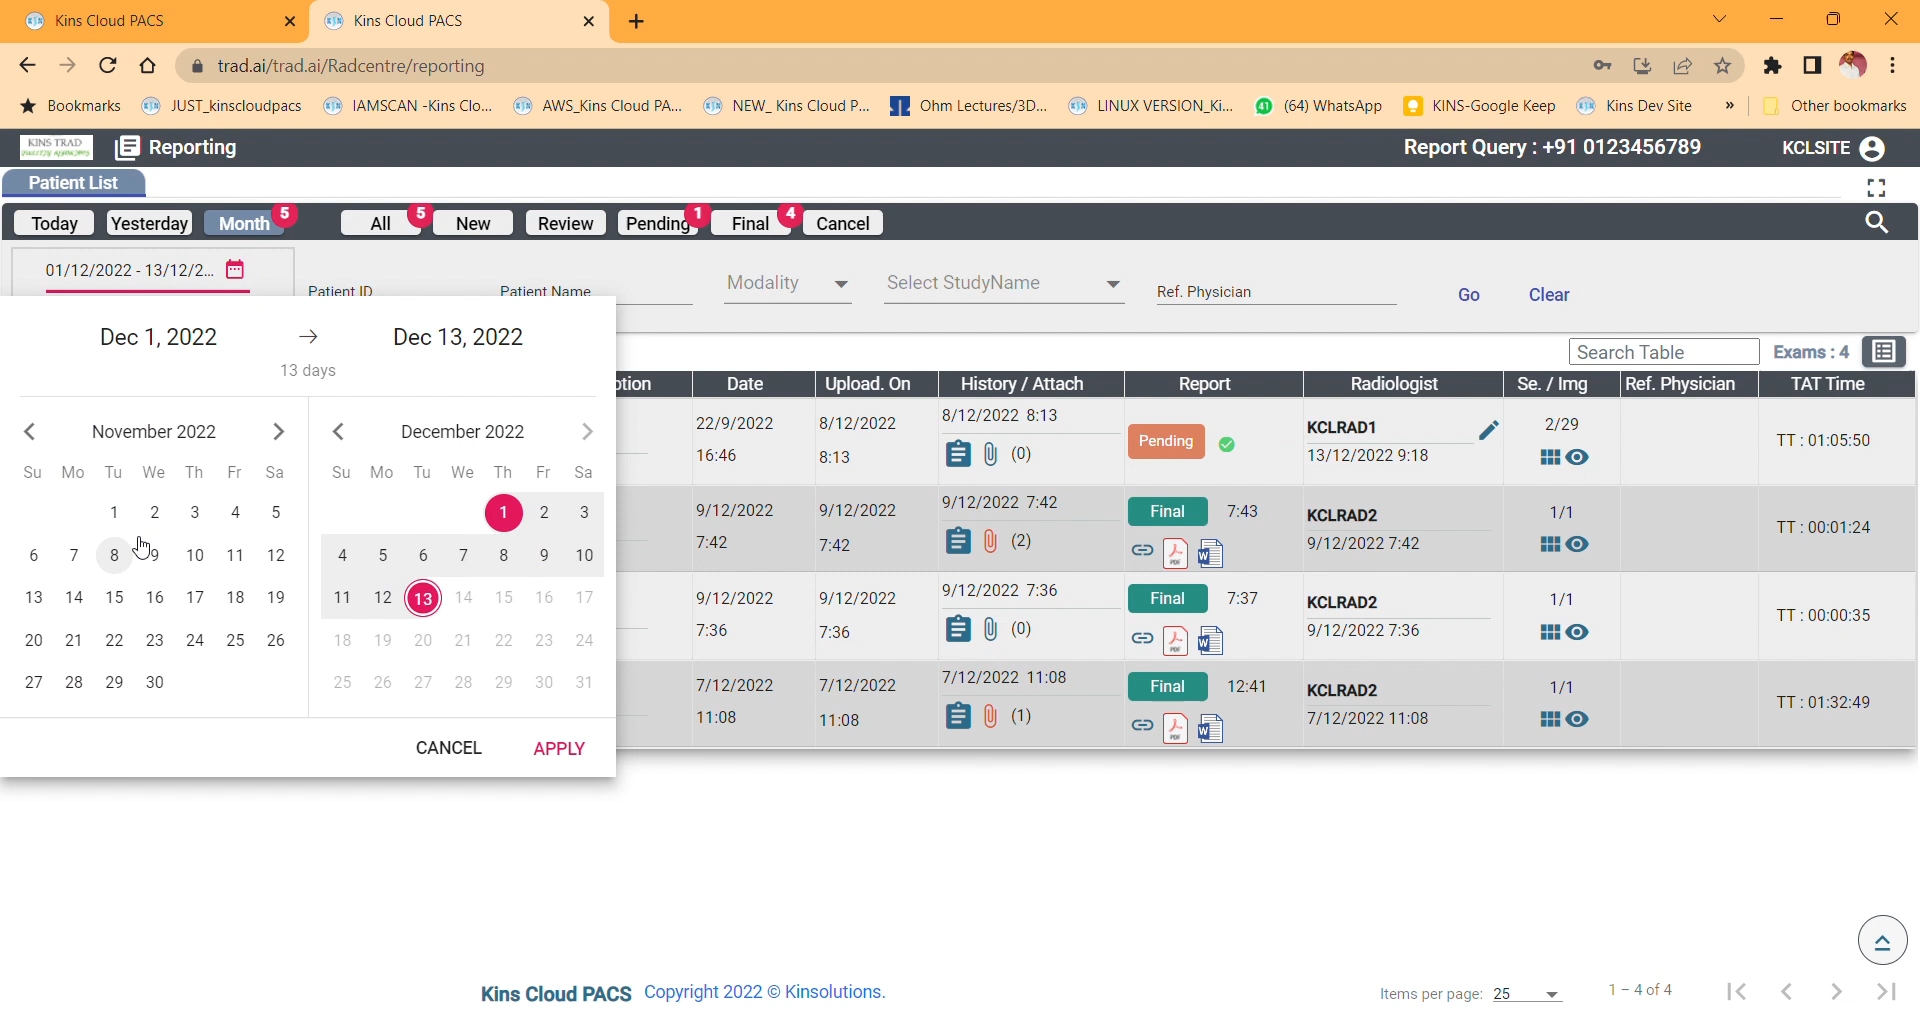 Kins Cloud PACS Kins Cloud PACS
trad.ai/trad.ai/Radcentre/reporting
Bookmarks JUST_kinscloudpacs IAMSCAN -Kins Clo... AWS_Kins Cloud PA... NEW_ Kins Cloud P... Ohm Lectures/3D... LINUX VERSION_Ki... 41 (64) WhatsApp KINS-Google Keep Kins Dev Site » Other bookmarks
KINS TRAD Reporting Report Query : +91 0123456789 KCLSITE
Patient List
Today Yesterday Month 5 All 5 New Review Pending 1 Final 4 Cancel
01/12/2022 - 13/12/2... Patient ID Patient Name Modality Select StudyName Ref. Physician Go Clear
Dec 1, 2022 → Dec 13, 2022
13 days
Search Table Exams : 4
ption Date Upload. On History / Attach Report Radiologist Se. / Img Ref. Physician TAT Time
November 2022 December 2022
Su Mo Tu We Th Fr Sa Su Mo Tu We Th Fr Sa
1 2 3 4 5 1 2 3
6 7 8 9 10 11 12 4 5 6 7 8 9 10
13 14 15 16 17 18 19 11 12 13 14 15 16 17
20 21 22 23 24 25 26 18 19 20 21 22 23 24
27 28 29 30 25 26 27 28 29 30 31
CANCEL APPLY
22/9/2022 8/12/2022 8/12/2022 8:13 Pending KCLRAD1 2/29 TT : 01:05:50
16:46 8:13 (0) 13/12/2022 9:18
9/12/2022 9/12/2022 9/12/2022 7:42 Final 7:43 KCLRAD2 1/1 TT : 00:01:24
7:42 7:42 (2) PDF W 9/12/2022 7:42
9/12/2022 9/12/2022 9/12/2022 7:36 Final 7:37 KCLRAD2 1/1 TT : 00:00:35
7:36 7:36 (0) PDF W 9/12/2022 7:36
7/12/2022 7/12/2022 7/12/2022 11:08 Final 12:41 KCLRAD2 1/1 TT : 01:32:49
11:08 11:08 (1) PDF W 7/12/2022 11:08
Kins Cloud PACS Copyright 2022 © Kinsolutions. Items per page: 25 1 – 4 of 4